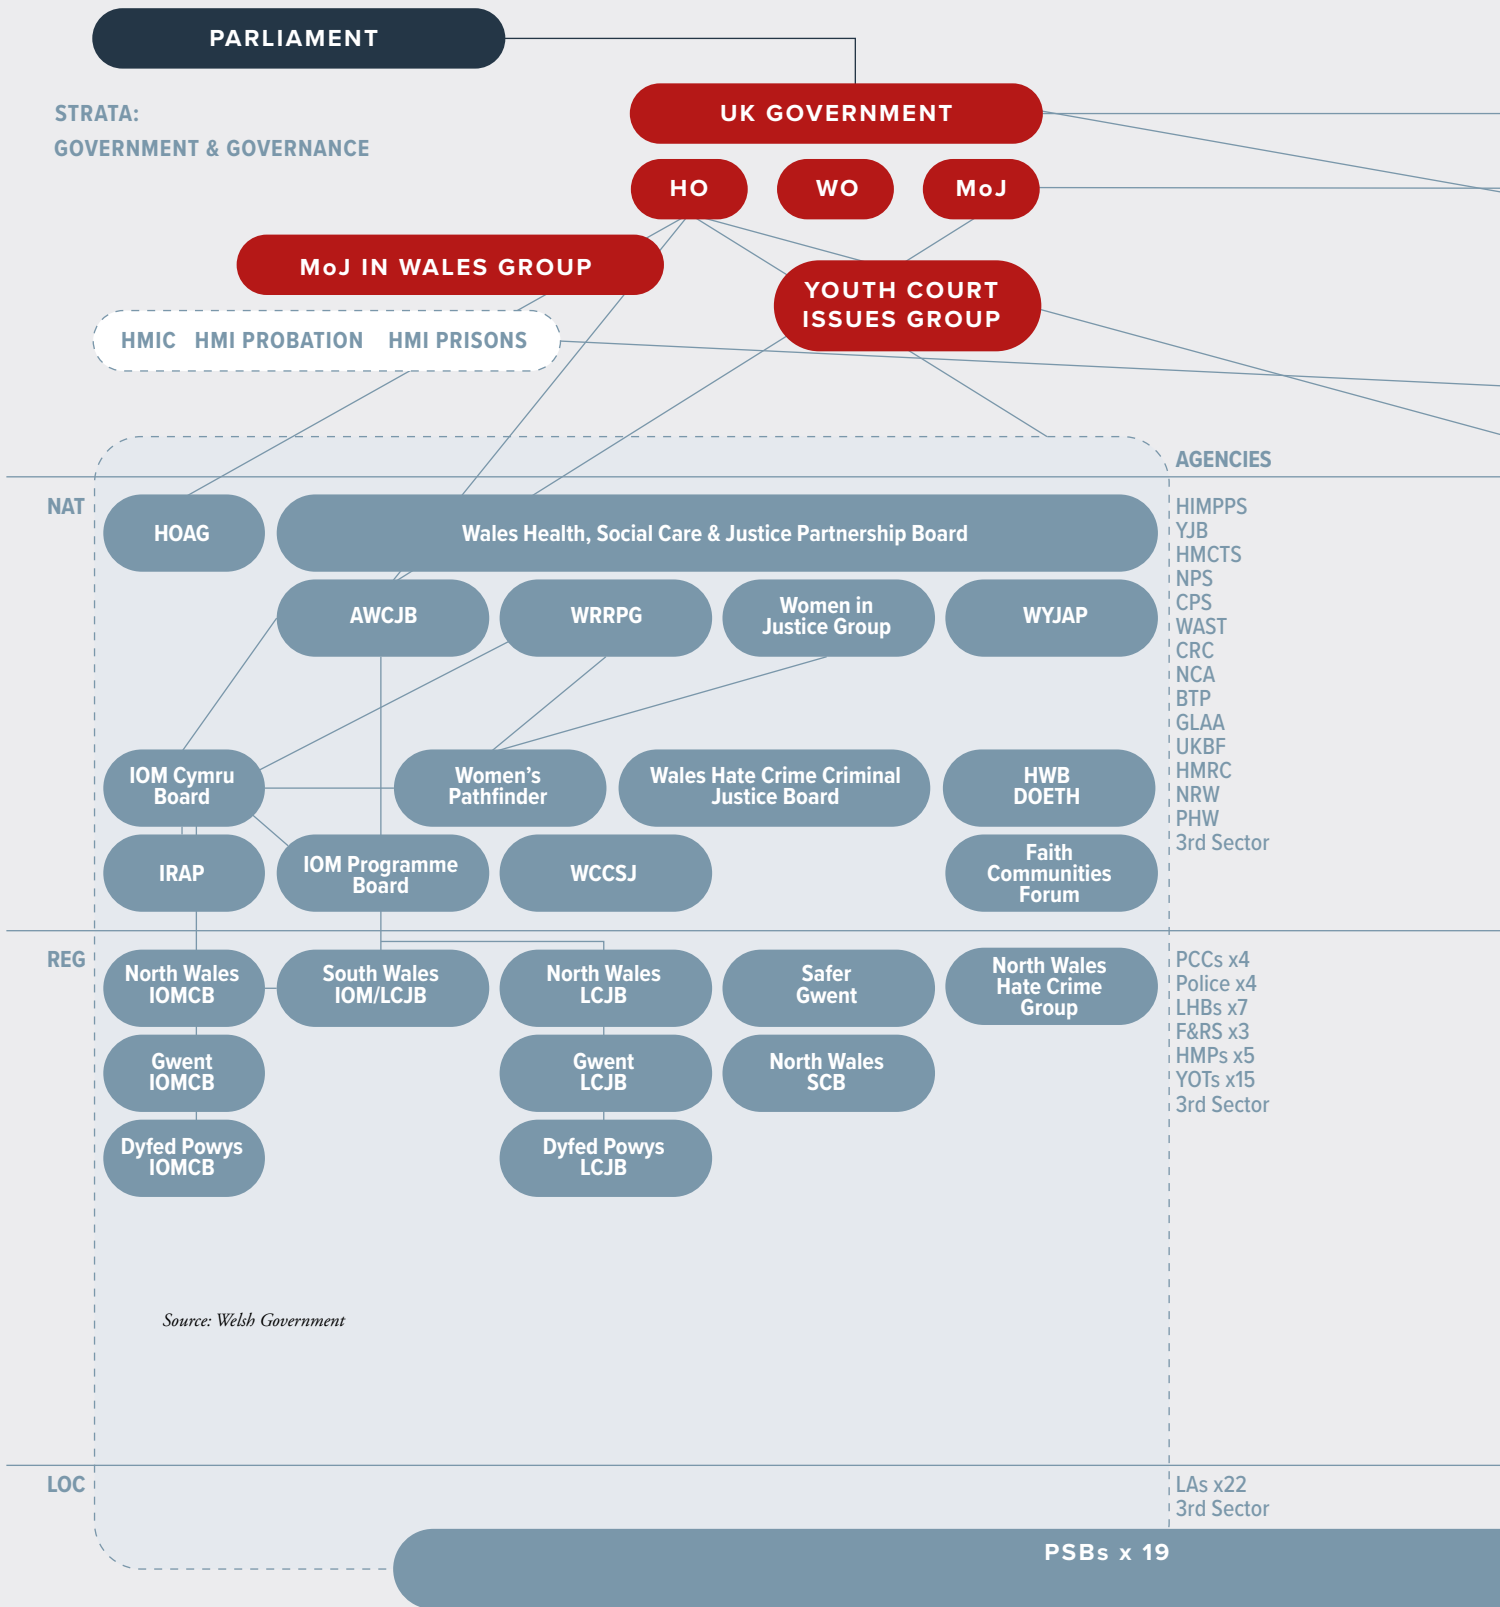 PARLIAMENT
STRATA:
GOVERNMENT & GOVERNANCE
UK GOVERNMENT
HO
WO
MoJ
MoJ IN WALES GROUP
YOUTH COURT
ISSUES GROUP
HMIC HMI PROBATION HMI PRISONS
AGENCIES
NAT
HOAG
Wales Health, Social Care & Justice Partnership Board
AWCJB
WRRPG
Women in
Justice Group
WYJAP
IOM Cymru
Board
Women’s
Pathfinder
Wales Hate Crime Criminal
Justice Board
HWB
DOETH
IRAP
IOM Programme
Board
WCCSJ
Faith
Communities
Forum
HIMPPS
YJB
HMCTS
NPS
CPS
WAST
CRC
NCA
BTP
GLAA
UKBF
HMRC
NRW
PHW
3rd Sector
REG
North Wales
IOMCB
South Wales
IOM/LCJB
North Wales
LCJB
Safer
Gwent
North Wales
Hate Crime
Group
Gwent
IOMCB
Gwent
LCJB
North Wales
SCB
Dyfed Powys
IOMCB
Dyfed Powys
LCJB
PCCs x4
Police x4
LHBs x7
F&RS x3
HMPs x5
YOTs x15
3rd Sector
Source: Welsh Government
LOC
LAs x22
3rd Sector
PSBs x 19